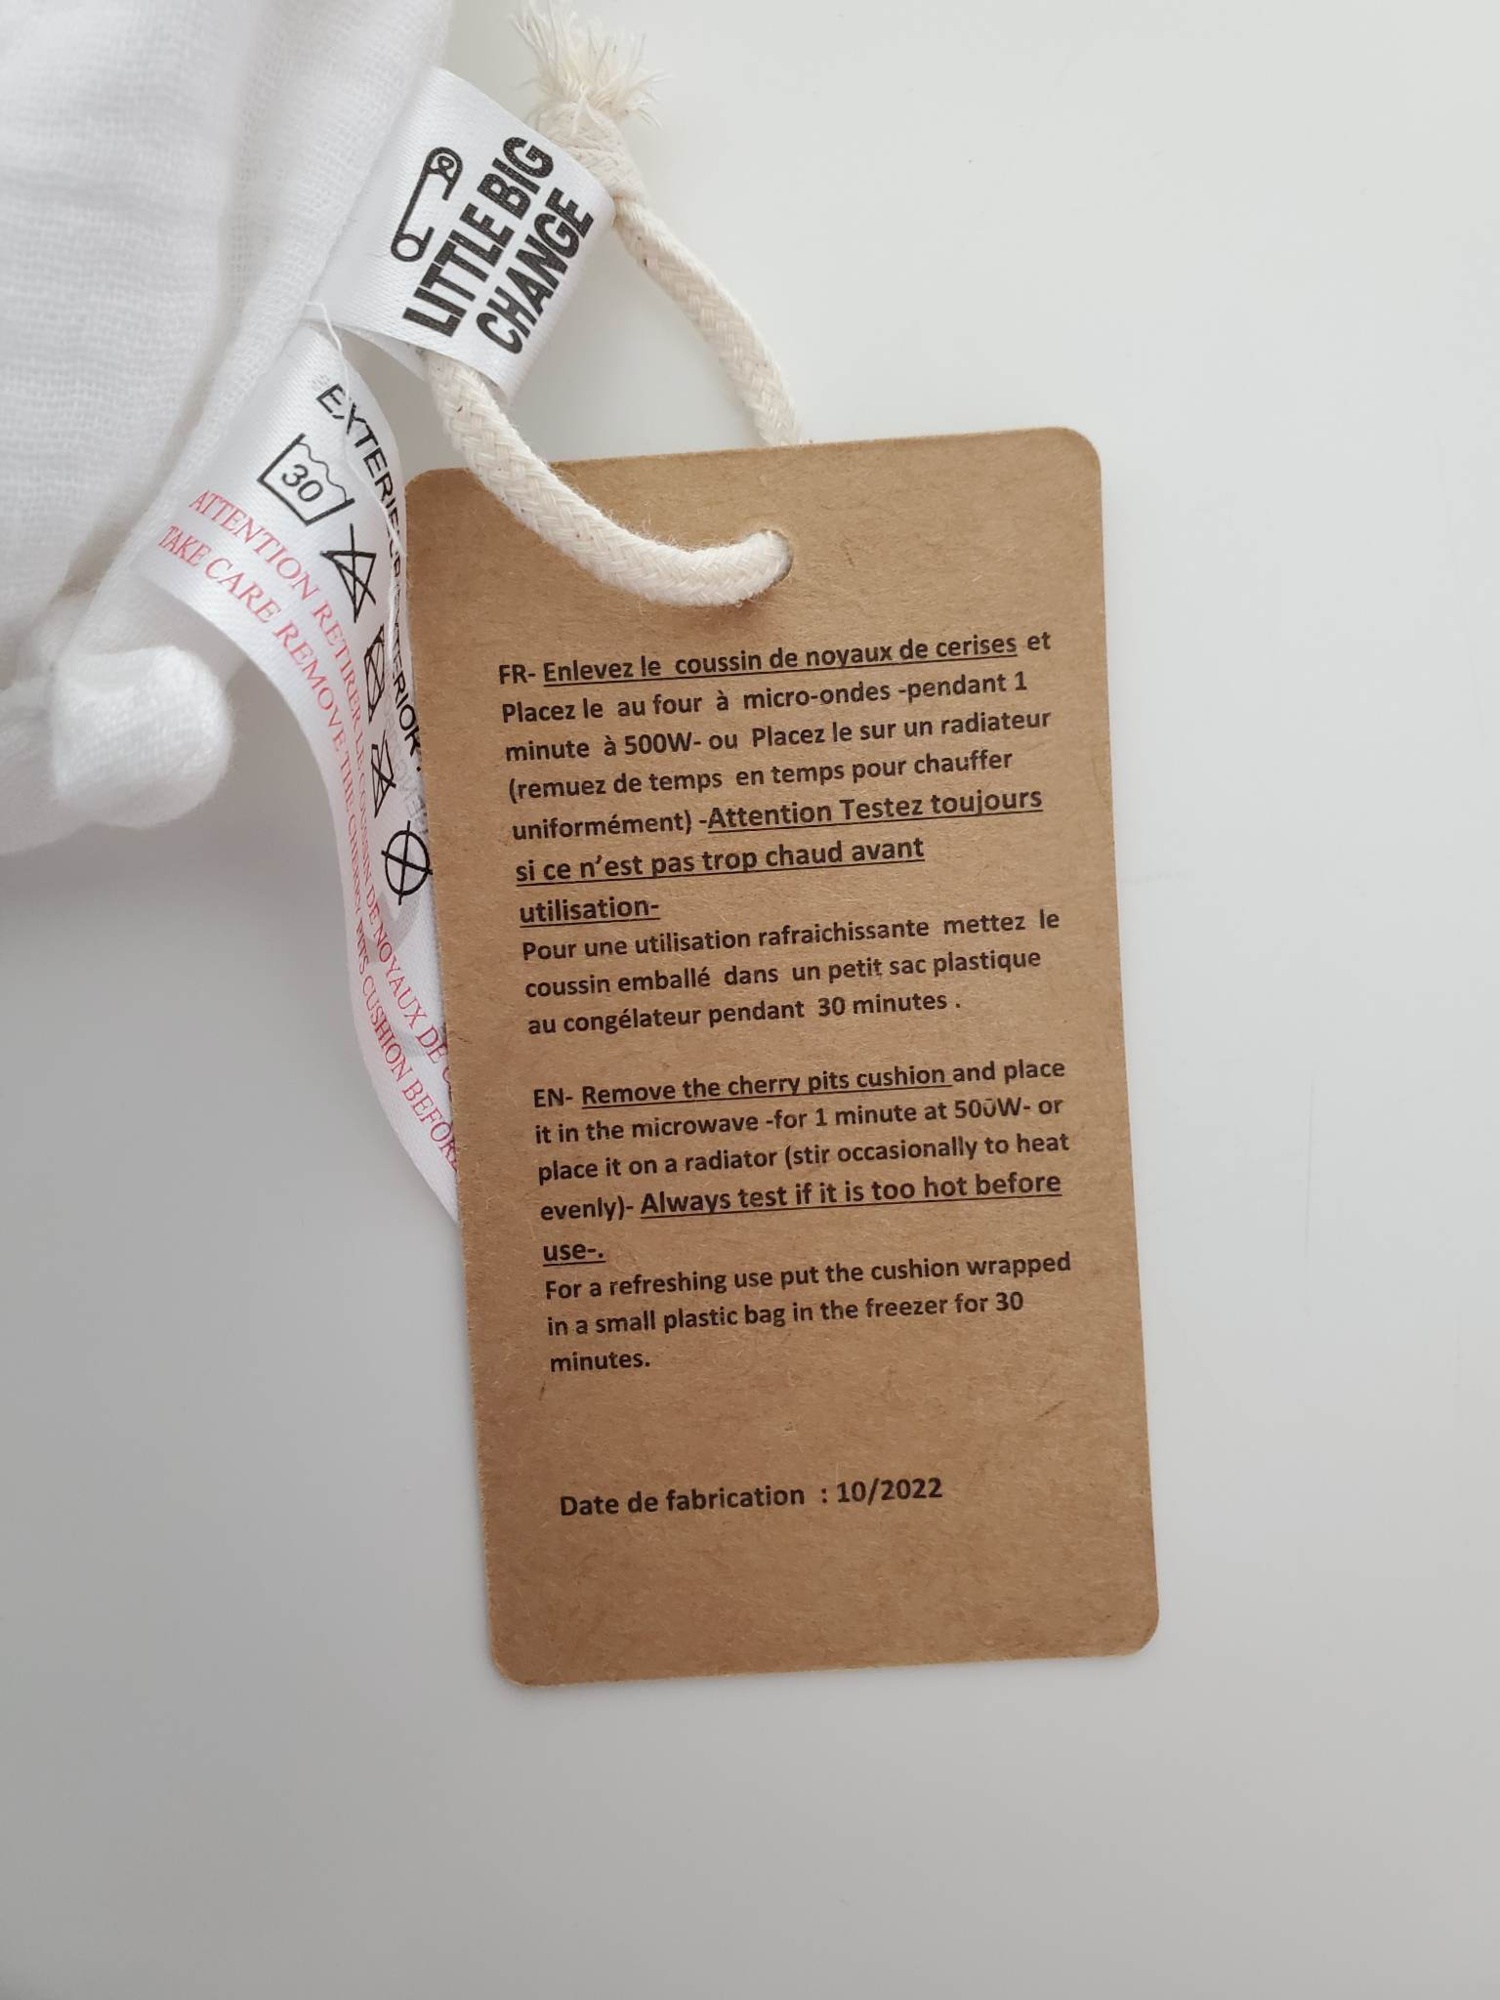 LITTLE BIG
CHANGE
EXTERIEUR/EXTERIOR
30
ATTENTION RETIRER LE COUSSIN DE NOYAUX DE
TAKE CARE REMOVE THE CHERRY PITS CUSHION BEFORE
FR- Enlevez le coussin de noyaux de cerises et
Placez le au four à micro-ondes -pendant 1
minute à 500W- ou Placez le sur un radiateur
(remuez de temps en temps pour chauffer
uniformément) -Attention Testez toujours
si ce n’est pas trop chaud avant
utilisation-
Pour une utilisation rafraichissante mettez le
coussin emballé dans un petit sac plastique
au congélateur pendant 30 minutes .
EN- Remove the cherry pits cushion and place
it in the microwave -for 1 minute at 500W- or
place it on a radiator (stir occasionally to heat
evenly)- Always test if it is too hot before
use-.
For a refreshing use put the cushion wrapped
in a small plastic bag in the freezer for 30
minutes.
Date de fabrication : 10/2022